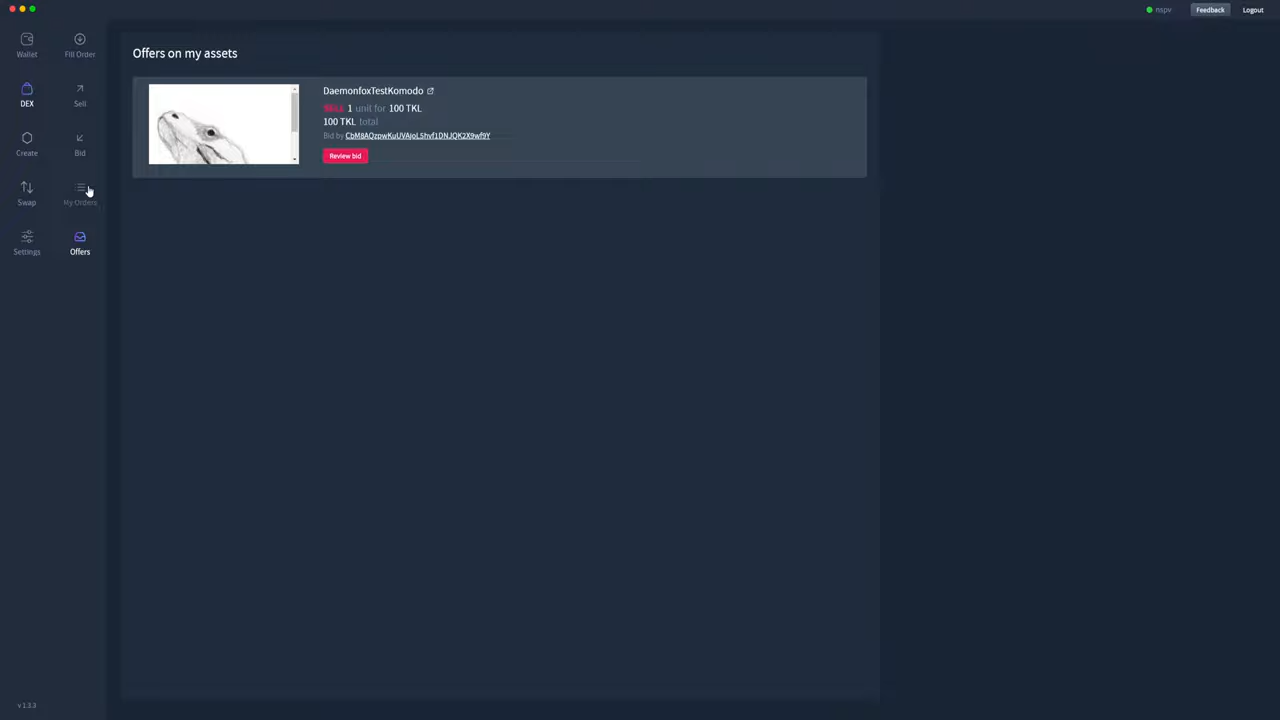 nspv
Feedback
Logout
Wallet
Fill Order
DEX
Sell
Create
Bid
Swap
My Orders
Settings
Offers
Offers on my assets
DaemonfoxTestKomodo
SELL 1 unit for 100 TKL
100 TKL total
Bid by
Review bid
v 1.3.3